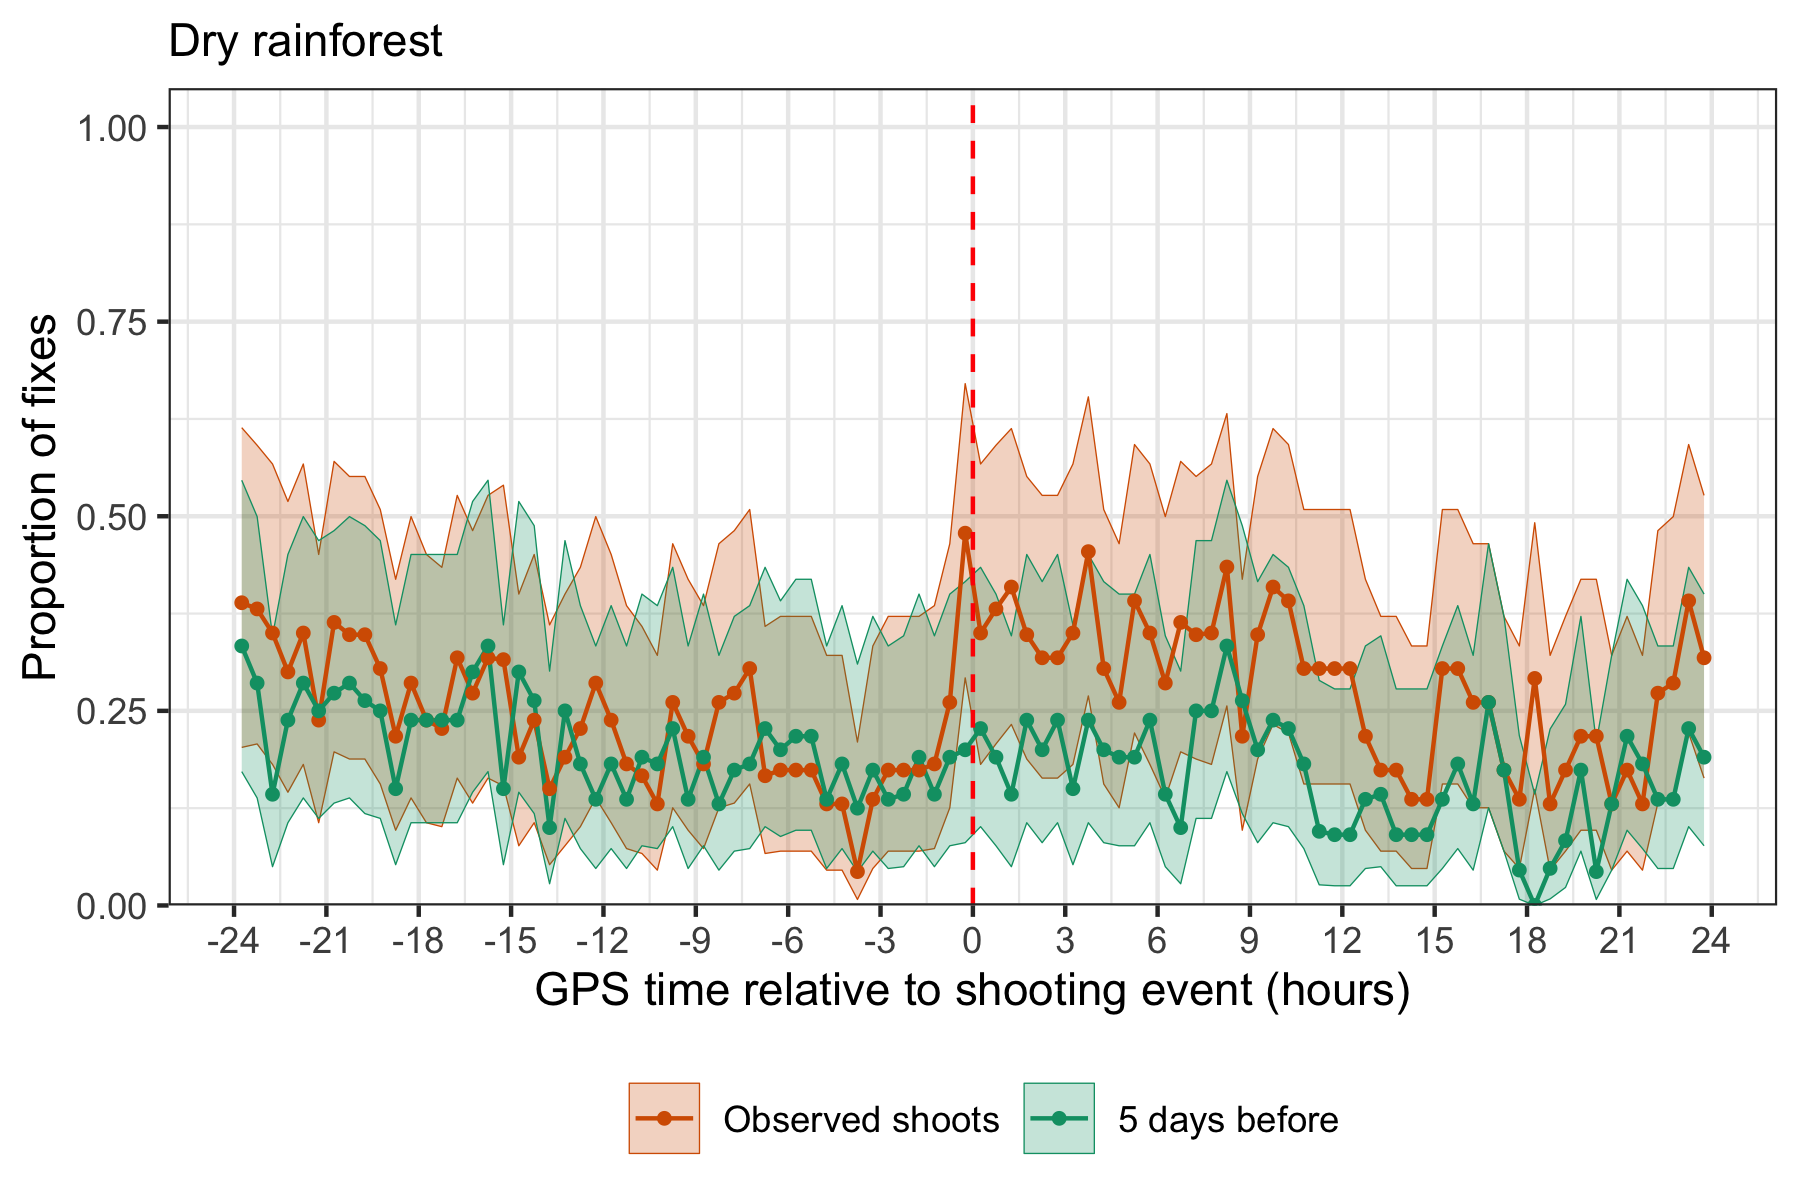 Dry rainforest
Proportion of fixes
1.00
0.75
0.50
0.25
0.00
-24 -21 -18 -15 -12 -9 -6 -3 0 3 6 9 12 15 18 21 24
GPS time relative to shooting event (hours)
Observed shoots 5 days before